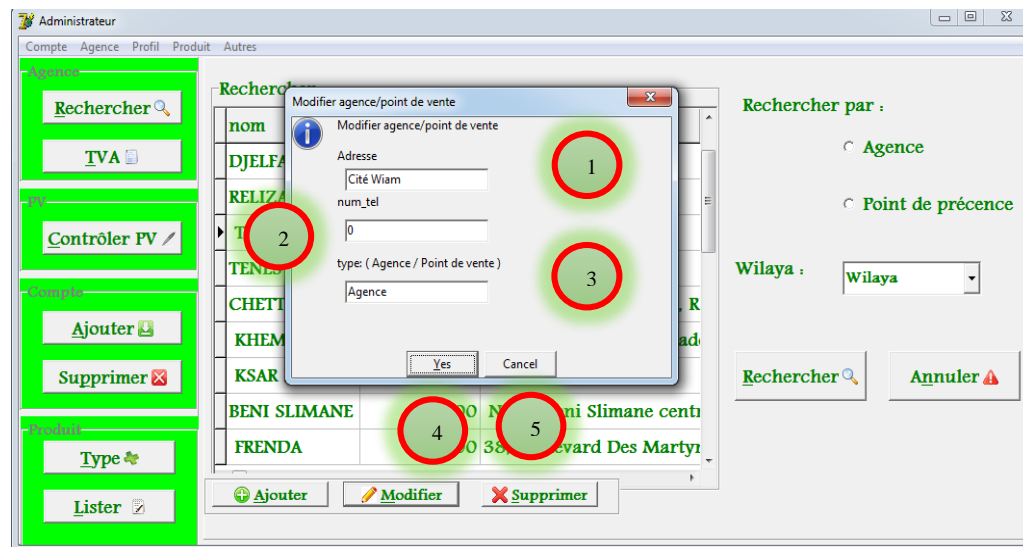 Administrateur
Compte Agence Profil Produit Autres
Agence
Rechercher
TVA
PV
Contrôler PV
Compte
Ajouter
Supprimer
Produit
Type
Lister
nom
DJELFA
RELIZA
TENES
CHETT
KHEM
KSAR
BENI SLIMANE
FRENDA
Modifier agence/point de vente
Modifier agence/point de vente
Adresse
Cité Wiam
num_tel
0
type: ( Agence / Point de vente )
Agence
Yes Cancel
1
2
3
4
5
Ajouter Modifier Supprimer
Rechercher par :
Agence
Point de précence
Wilaya : Wilaya
Rechercher Annuler